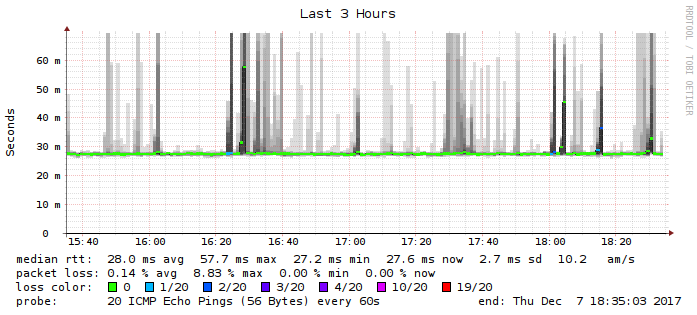 Last 3 Hours
RRDTOOL / TOBI OETIKER
Seconds
60 m
50 m
40 m
30 m
20 m
10 m
0
15:40 16:00 16:20 16:40 17:00 17:20 17:40 18:00 18:20
median rtt: 28.0 ms avg 57.7 ms max 27.2 ms min 27.6 ms now 2.7 ms sd 10.2 am/s
packet loss: 0.14 % avg 8.83 % max 0.00 % min 0.00 % now
loss color: 0 1/20 2/20 3/20 4/20 10/20 19/20
probe: 20 ICMP Echo Pings (56 Bytes) every 60s end: Thu Dec 7 18:35:03 2017